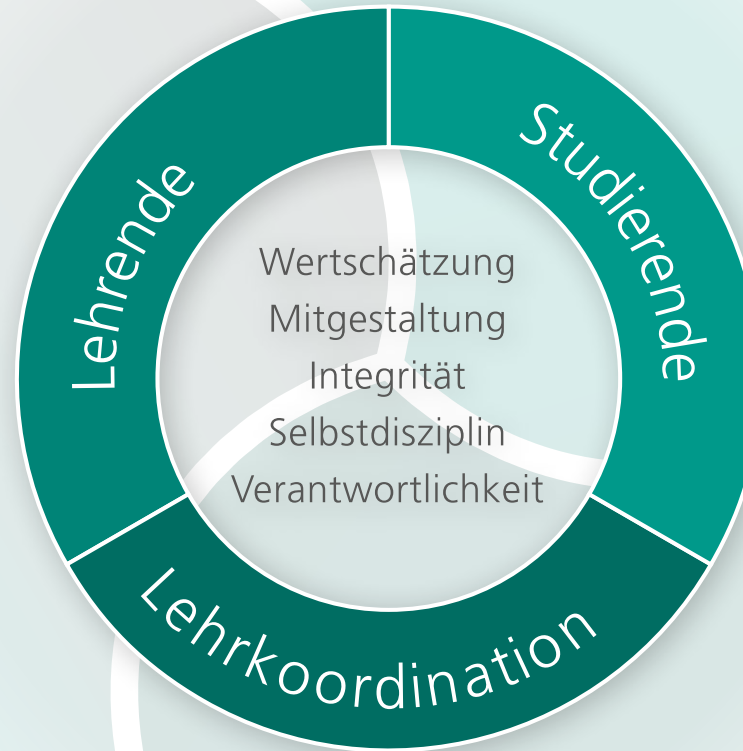 Lehrende
Studierende
Wertschätzung
Mitgestaltung
Integrität
Selbstdisziplin
Verantwortlichkeit
Lehrkoordination